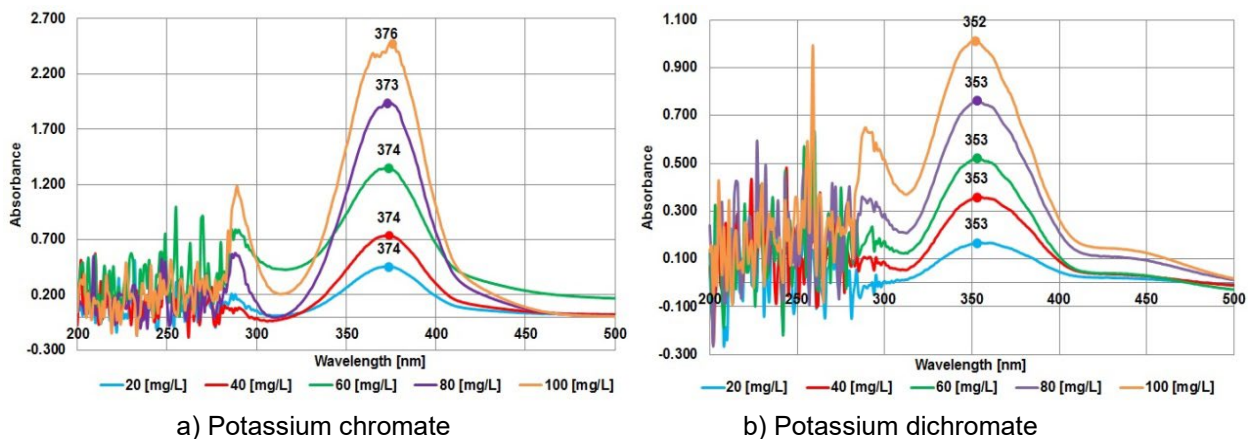 2.700
2.200
1.700
1.200
0.700
0.200
-0.300
Absorbance
376
373
374
374
374
200 250 300 350 400 450 500
Wavelength [nm]
20 [mg/L] 40 [mg/L] 60 [mg/L] 80 [mg/L] 100 [mg/L]
a) Potassium chromate
1.100
0.900
0.700
0.500
0.300
0.100
-0.100
-0.300
Absorbance
352
353
353
353
353
200 250 300 350 400 450 500
Wavelength [nm]
20 [mg/L] 40 [mg/L] 60 [mg/L] 80 [mg/L] 100 [mg/L]
b) Potassium dichromate